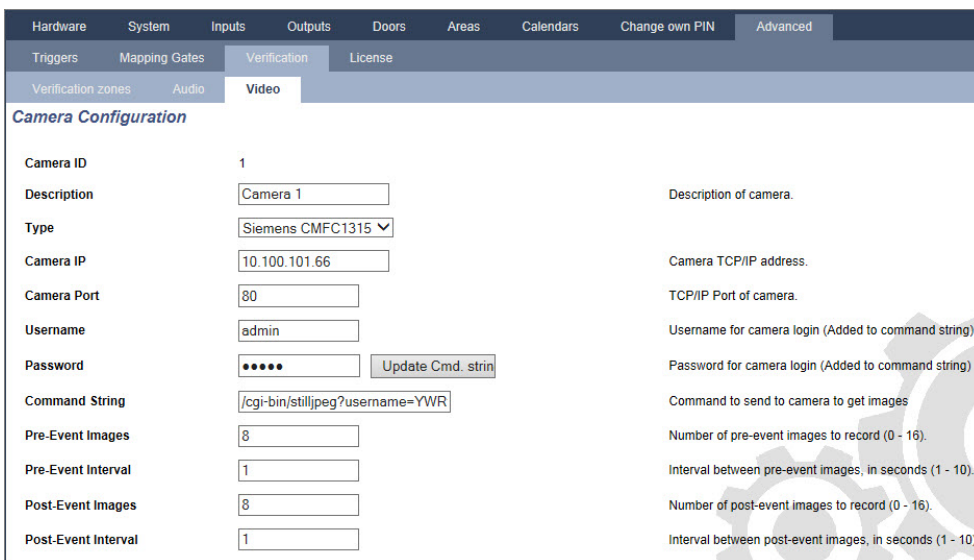 Hardware System Inputs Outputs Doors Areas Calendars Change own PIN Advanced
Triggers Mapping Gates Verification License
Verification zones Audio Video
Camera Configuration
Camera ID 1
Description Camera 1 Description of camera.
Type Siemens CMFC1315
Camera IP 10.100.101.66 Camera TCP/IP address.
Camera Port 80 TCP/IP Port of camera.
Username admin Username for camera login (Added to command string)
Password ●●●●● Update Cmd. strin Password for camera login (Added to command string)
Command String /cgi-bin/stilljpeg?username=YWR Command to send to camera to get images
Pre-Event Images 8 Number of pre-event images to record (0 - 16).
Pre-Event Interval 1 Interval between pre-event images, in seconds (1 - 10).
Post-Event Images 8 Number of post-event images to record (0 - 16).
Post-Event Interval 1 Interval between post-event images, in seconds (1 - 10)